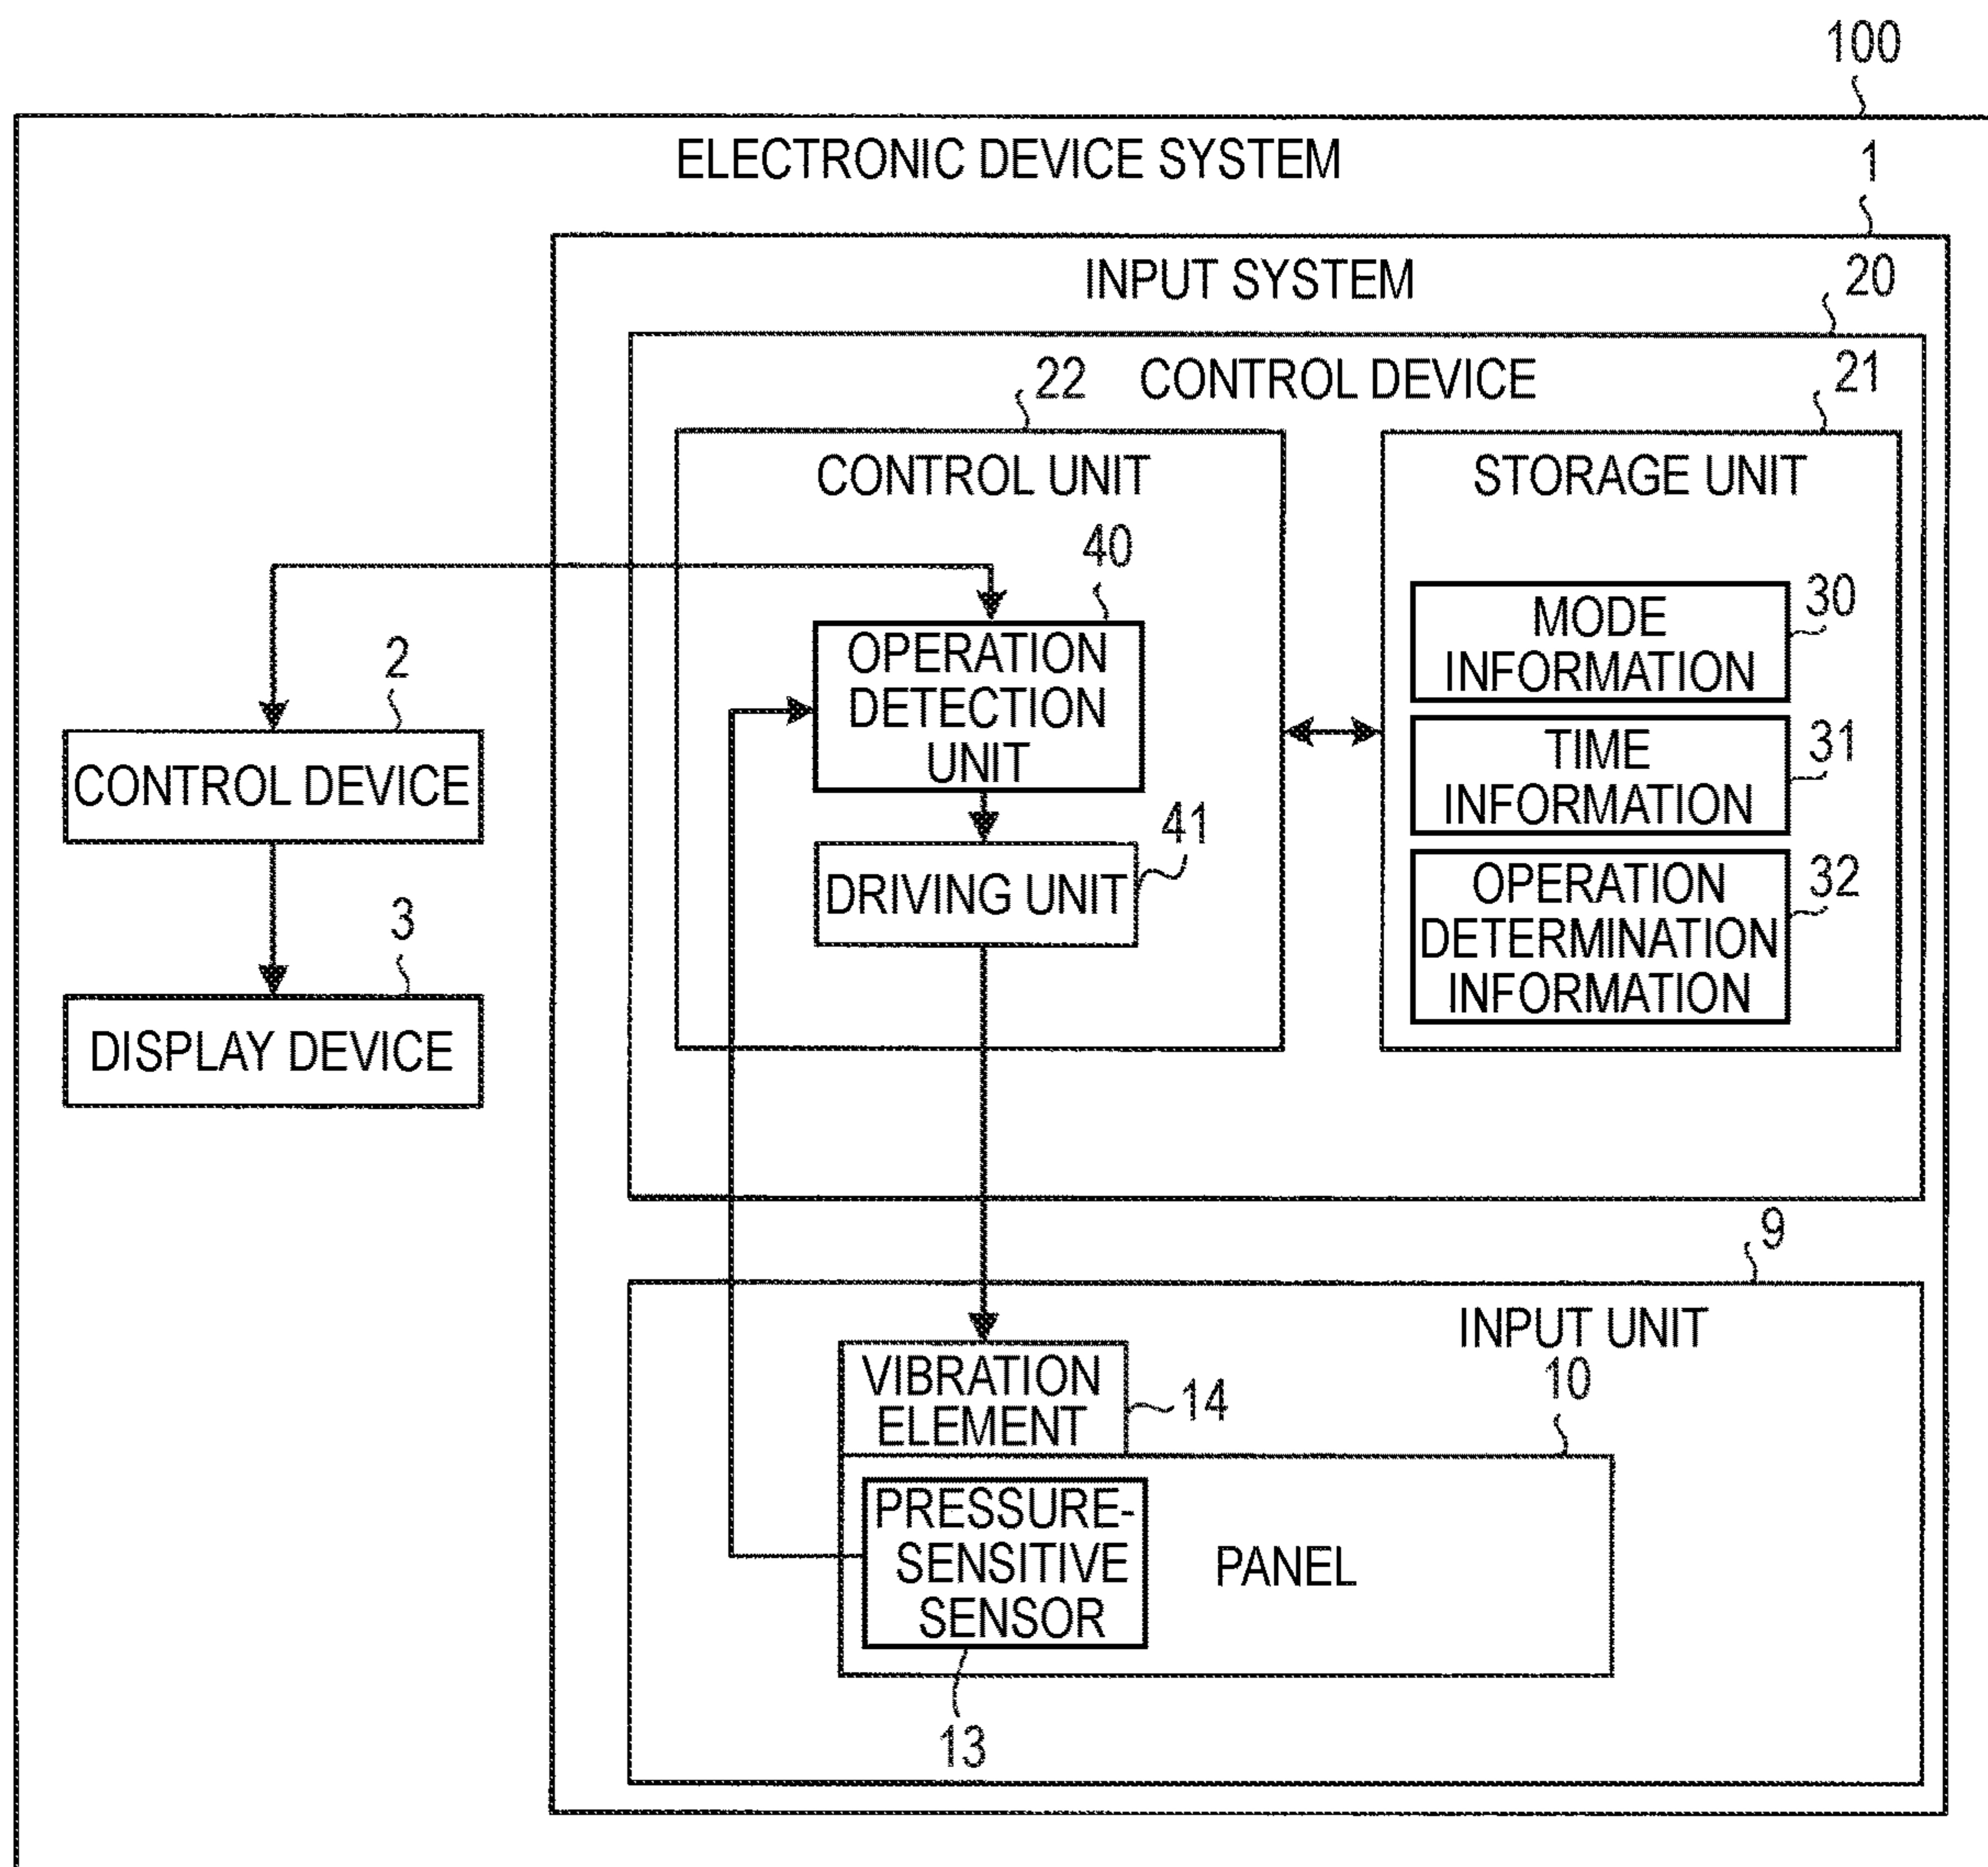 100
ELECTRONIC DEVICE SYSTEM
1
INPUT SYSTEM
20
CONTROL DEVICE
22
21
CONTROL UNIT
STORAGE UNIT
40
OPERATION
DETECTION
UNIT
30
MODE
INFORMATION
2
CONTROL DEVICE
31
TIME
INFORMATION
41
DRIVING UNIT
32
OPERATION
DETERMINATION
INFORMATION
3
DISPLAY DEVICE
9
INPUT UNIT
VIBRATION
ELEMENT
14
10
PRESSURE-
SENSITIVE
SENSOR
PANEL
13